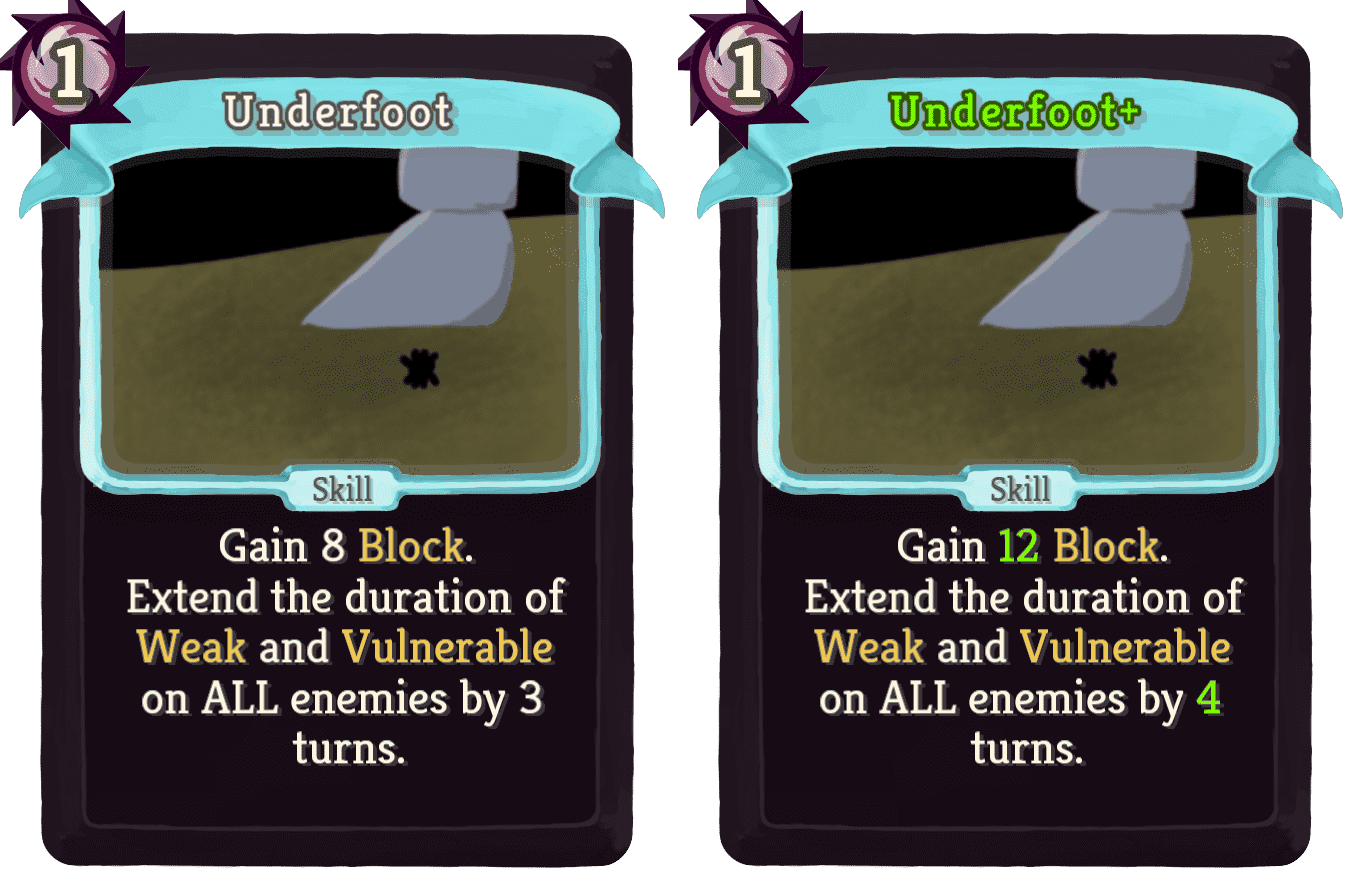 1
Underfoot
Skill
Gain 8 Block.
Extend the duration of
Weak and Vulnerable
on ALL enemies by 3
turns.
1
Underfoot+
Skill
Gain 12 Block.
Extend the duration of
Weak and Vulnerable
on ALL enemies by 4
turns.